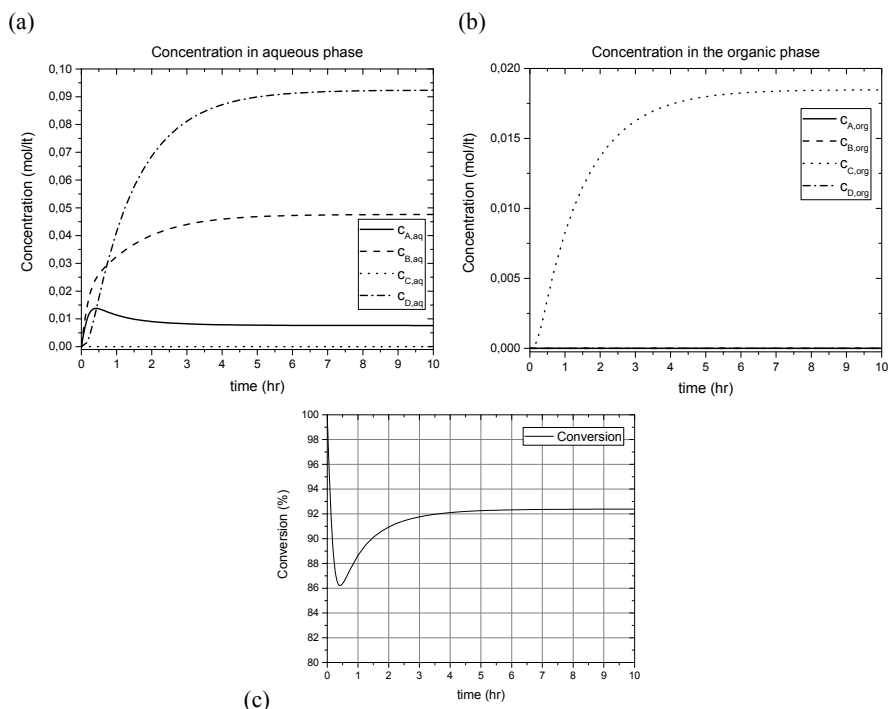 (a)
Concentration in aqueous phase
0,10
0,09
0,08
0,07
0,06
0,05
0,04
0,03
0,02
0,01
0,00
Concentration (mol/lt)
c_A,aq
c_B,aq
c_C,aq
c_D,aq
0 1 2 3 4 5 6 7 8 9 10
time (hr)
(b)
Concentration in the organic phase
0,020
0,015
0,010
0,005
0,000
Concentration (mol/lt)
c_A,org
c_B,org
c_C,org
c_D,org
0 1 2 3 4 5 6 7 8 9 10
time (hr)
100
98
96
94
92
90
88
86
84
82
80
Conversion (%)
Conversion
0 1 2 3 4 5 6 7 8 9 10
time (hr)
(c)